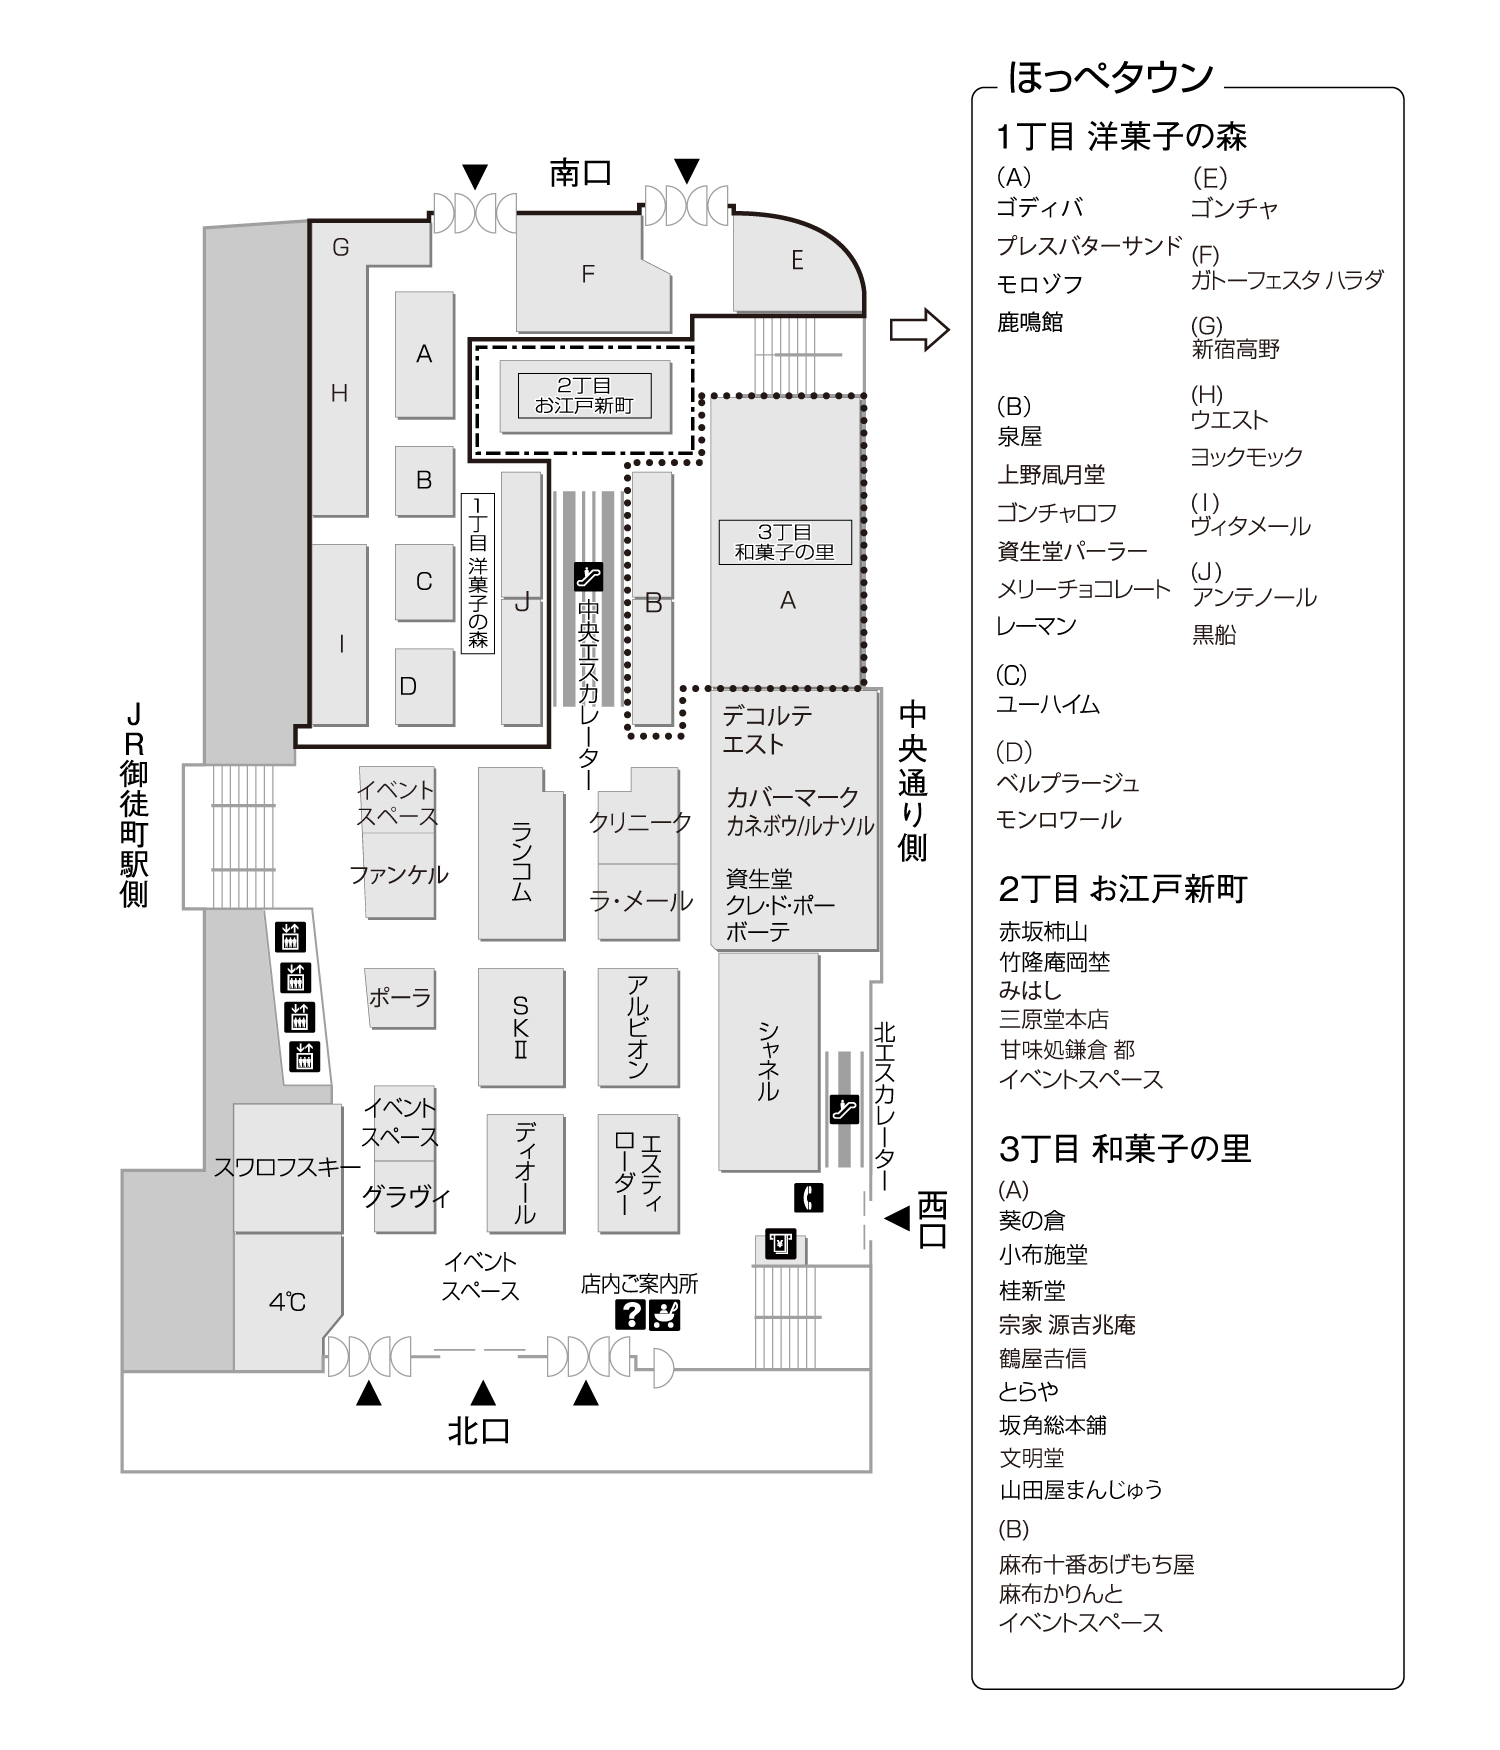 南口
G
F
E
A
H
2丁目
お江戸新町
B
1丁目 洋菓子の森
3丁目
和菓子の里
C
J
B
A
中央エスカレーター
I
D
JR御徒町駅側
中央通り側
デコルテ
エスト
カバーマーク
カネボウ/ルナソル
資生堂
クレ・ド・ポー
ボーテ
イベント
スペース
ファンケル
ランコム
クリニーク
ラ・メール
ポーラ
SKⅡ
アルビオン
シャネル
北エスカレーター
イベント
スペース
グラヴィ
スワロフスキー
ディオール
エスティ
ローダー
西口
イベント
スペース
店内ご案内所
?
4℃
北口
ほっぺタウン
1丁目 洋菓子の森
(A)
ゴディバ
プレスバターサンド
モロゾフ
鹿鳴館
(B)
泉屋
上野凮月堂
ゴンチャロフ
資生堂パーラー
メリーチョコレート
レーマン
(C)
ユーハイム
(D)
ベルプラージュ
モンロワール
(E)
ゴンチャ
(F)
ガトーフェスタ ハラダ
(G)
新宿高野
(H)
ウエスト
ヨックモック
(I)
ヴィタメール
(J)
アンテノール
黒船
2丁目 お江戸新町
赤坂柿山
竹隆庵岡埜
みはし
三原堂本店
甘味処鎌倉 都
イベントスペース
3丁目 和菓子の里
(A)
葵の倉
小布施堂
桂新堂
宗家 源吉兆庵
鶴屋吉信
とらや
坂角総本舖
文明堂
山田屋まんじゅう
(B)
麻布十番あげもち屋
麻布かりんと
イベントスペース